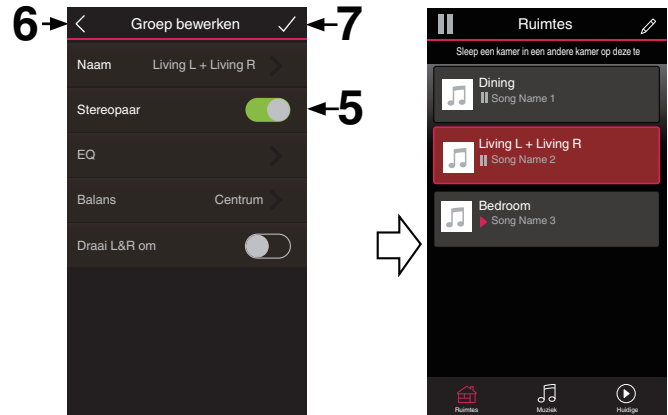 6
Groep bewerken
7
Naam Living L + Living R
Stereopaar
5
EQ
Balans Centrum
Draai L&R om
Ruimtes
Sleep een kamer in een andere kamer op deze te
Dining
Song Name 1
Living L + Living R
Song Name 2
Bedroom
Song Name 3
Ruimtes Muziek Huidige